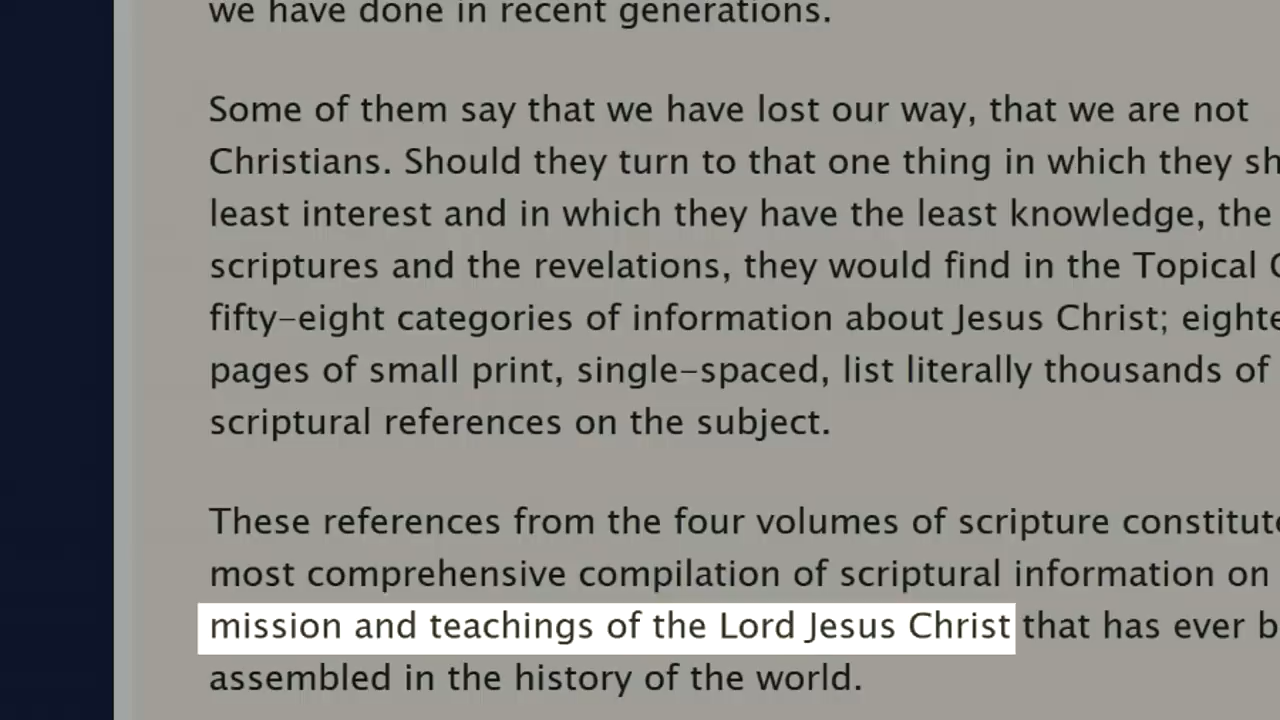 we have done in recent generations.
Some of them say that we have lost our way, that we are not
Christians. Should they turn to that one thing in which they
least interest and in which they have the least knowledge, the
scriptures and the revelations, they would find in the Topical
fifty-eight categories of information about Jesus Christ;
pages of small print, single-spaced, list literally thousands of
scriptural references on the subject.
These references from the four volumes of scripture
most comprehensive compilation of scriptural information on
mission and teachings of the Lord Jesus Christ that has ever
assembled in the history of the world.